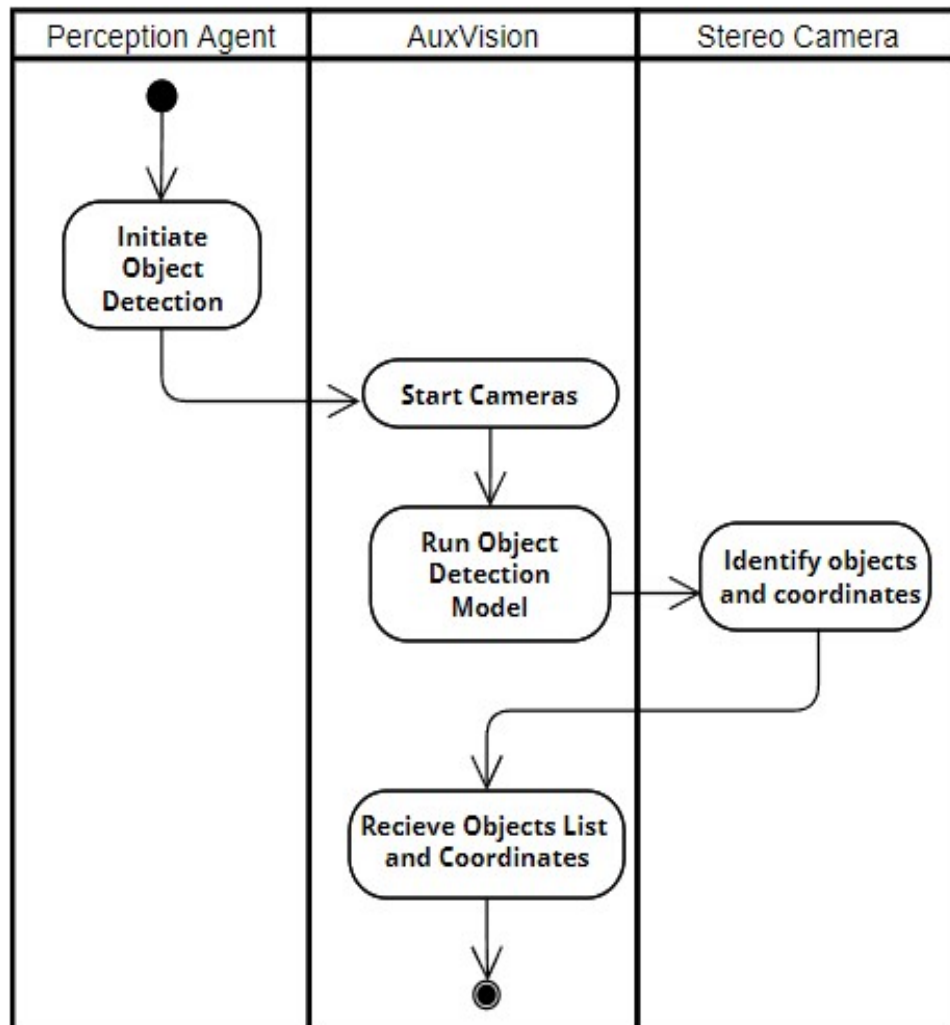 Perception Agent
AuxVision
Stereo Camera
Initiate
Object
Detection
Start Cameras
Run Object
Detection
Model
Identify objects
and coordinates
Recieve Objects List
and Coordinates